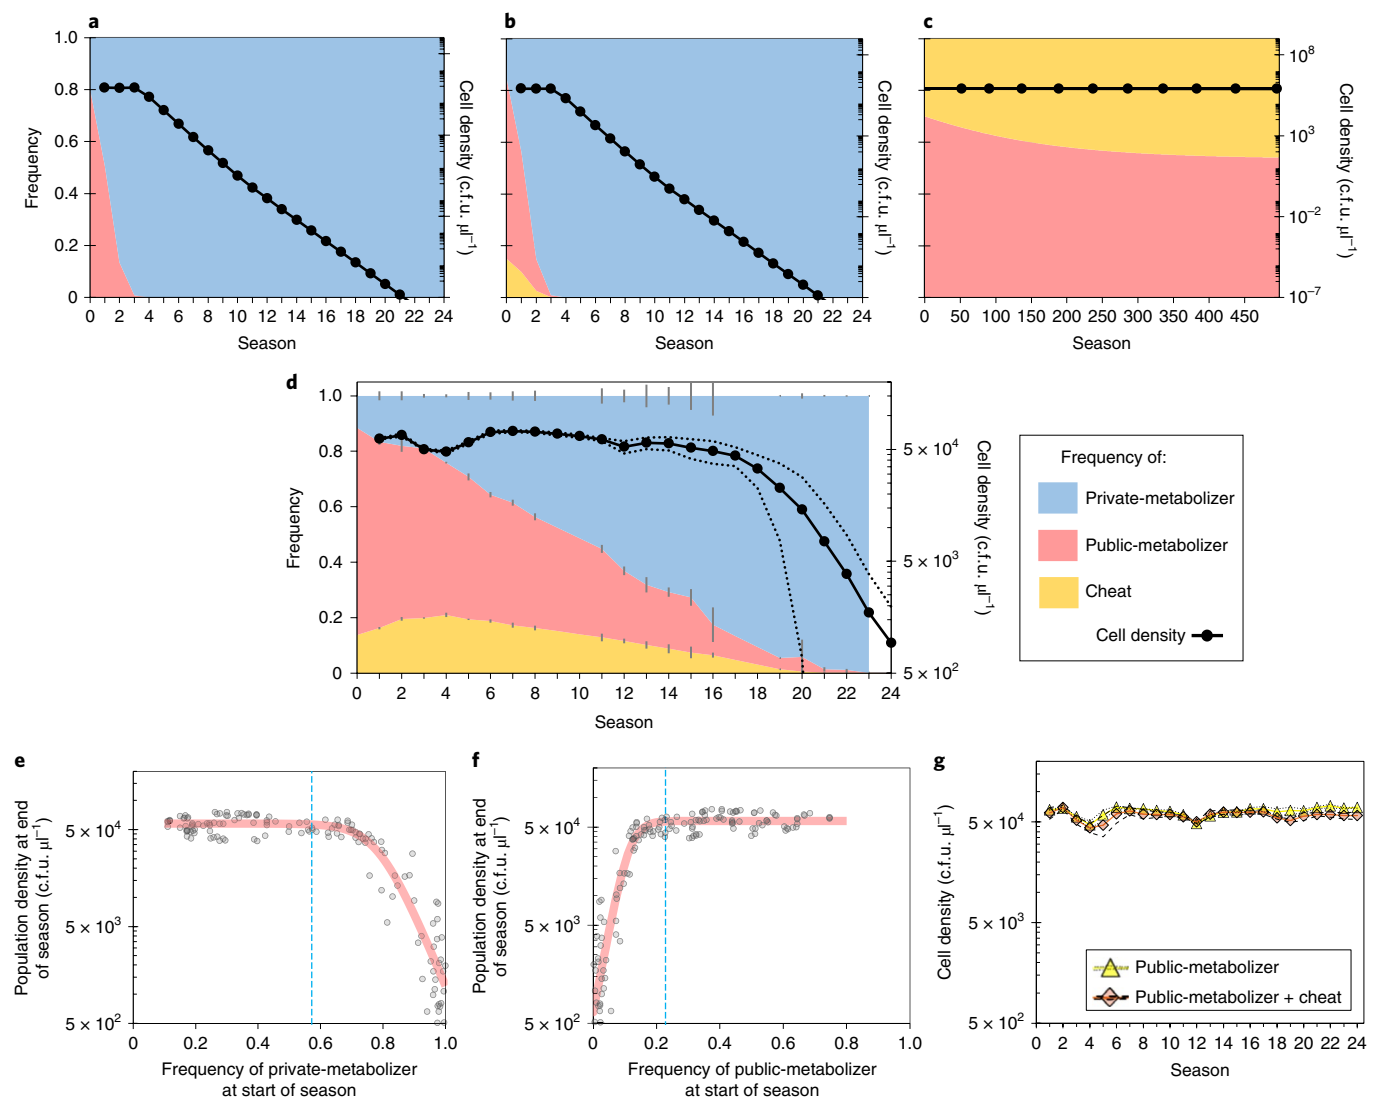 a
b
c
1.0
0.8
0.6
0.4
0.2
0
Frequency
0 2 4 6 8 10 12 14 16 18 20 22 24
Season
Cell density (c.f.u. μl⁻¹)
0 2 4 6 8 10 12 14 16 18 20 22 24
Season
Cell density (c.f.u. μl⁻¹)
10⁸
10³
10⁻²
10⁻⁷
0 50 100 150 200 250 300 350 400 450
Season
Cell density (c.f.u. μl⁻¹)
d
1.0
0.8
0.6
0.4
0.2
0
Frequency
5 × 10⁴
5 × 10³
5 × 10²
0 2 4 6 8 10 12 14 16 18 20 22 24
Season
Cell density (c.f.u. μl⁻¹)
Frequency of:
Private-metabolizer
Public-metabolizer
Cheat
Cell density
e
Population density at end
of season (c.f.u. μl⁻¹)
5 × 10⁴
5 × 10³
5 × 10²
0 0.2 0.4 0.6 0.8 1.0
Frequency of private-metabolizer
at start of season
f
Population density at end
of season (c.f.u. μl⁻¹)
5 × 10⁴
5 × 10³
5 × 10²
0 0.2 0.4 0.6 0.8 1.0
Frequency of public-metabolizer
at start of season
g
Cell density (c.f.u. μl⁻¹)
5 × 10⁴
5 × 10³
5 × 10²
Public-metabolizer
Public-metabolizer + cheat
0 2 4 6 8 10 12 14 16 18 20 22 24
Season